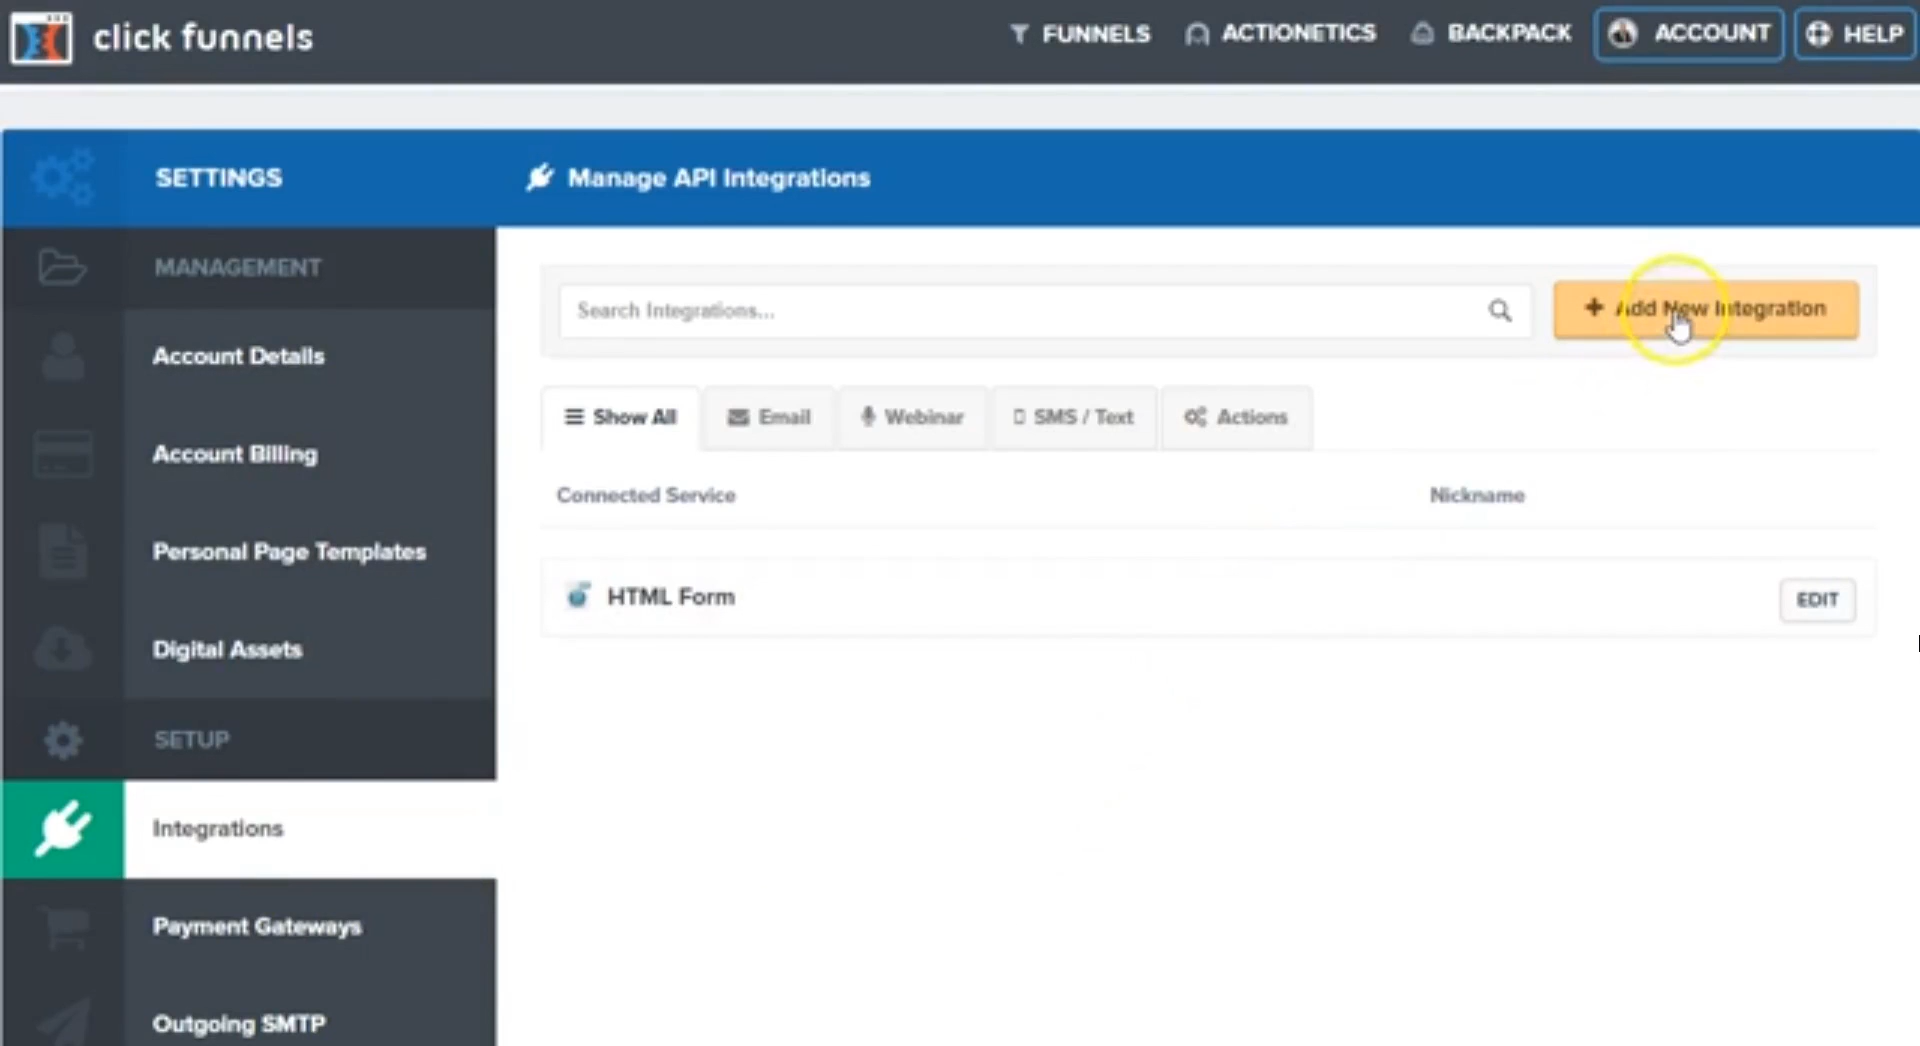 click funnels
FUNNELS
ACTIONETICS
BACKPACK
ACCOUNT
HELP
SETTINGS
Manage API Integrations
MANAGEMENT
Account Details
Account Billing
Personal Page Templates
Digital Assets
SETUP
Integrations
Payment Gateways
Outgoing SMTP
Search Integrations...
+ Add New Integration
Show All
Email
Webinar
SMS / Text
Actions
Connected Service
Nickname
HTML Form
EDIT